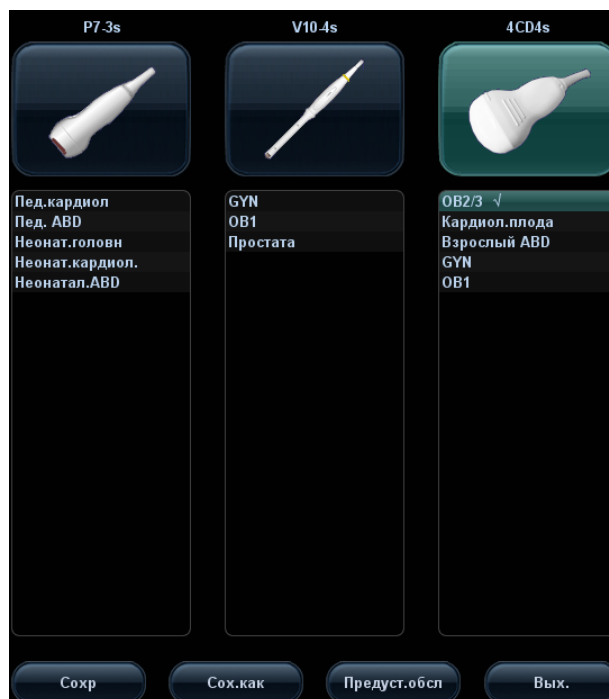 P7-3s
V10-4s
4CD4s
Пед.кардиол
Пед. ABD
Неонат.головн
Неонат.кардиол.
Неонатал.ABD
GYN
OB1
Простата
OB2/3 √
Кардиол.плода
Взрослый ABD
GYN
OB1
Сохр
Сох.как
Предуст.обсл
Вых.